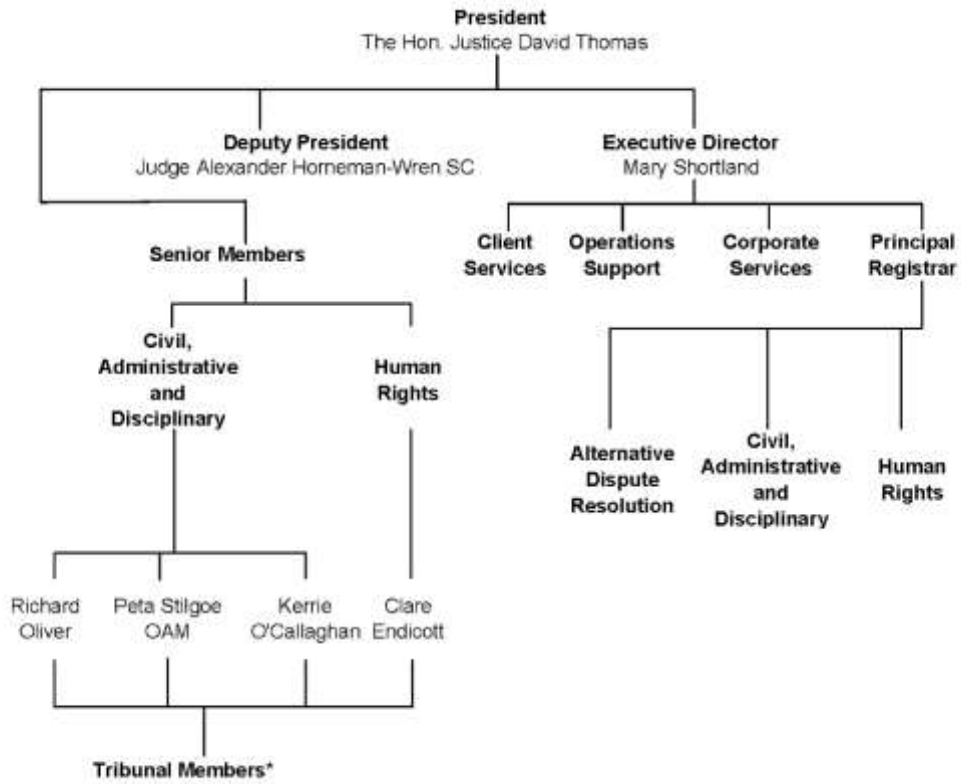 President
The Hon. Justice David Thomas
Deputy President
Judge Alexander Horneman-Wren SC
Executive Director
Mary Shortland
Senior Members
Client
Services
Operations
Support
Corporate
Services
Principal
Registrar
Civil,
Administrative
and
Disciplinary
Human
Rights
Alternative
Dispute
Resolution
Civil,
Administrative
and
Disciplinary
Human
Rights
Richard
Oliver
Peta Stilgoe
OAM
Kerrie
O'Callaghan
Clare
Endicott
Tribunal Members*